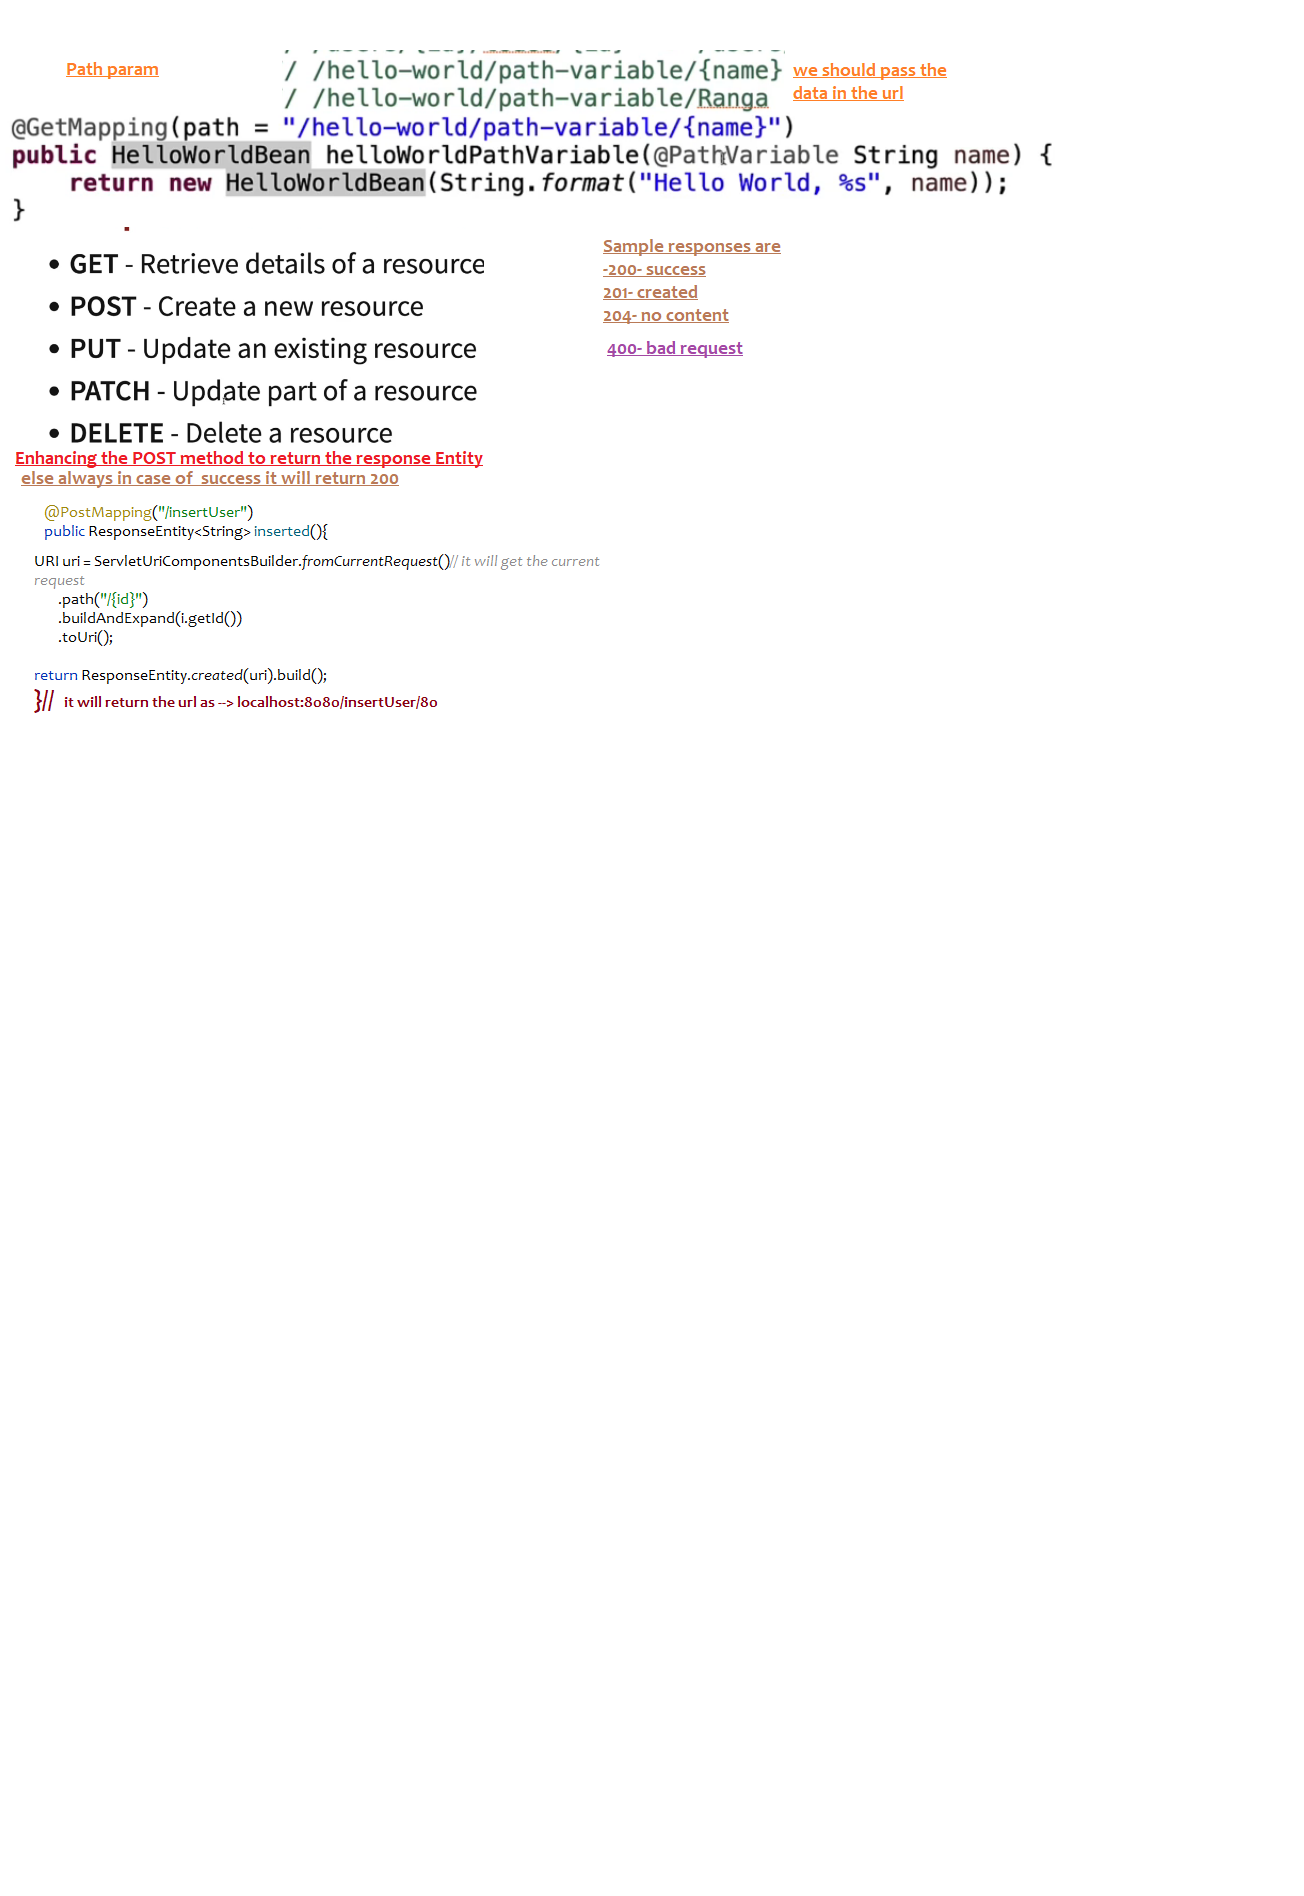 Path param
/ /hello-world/path-variable/{name}
we should pass the
/ /hello-world/path-variable/Ranga
data in the url
@GetMapping(path = "/hello-world/path-variable/{name}")
public HelloWorldBean helloWorldPathVariable(@PathVariable String name) {
return new HelloWorldBean(String.format("Hello World, %s", name));
}
• GET - Retrieve details of a resource
• POST - Create a new resource
• PUT - Update an existing resource
• PATCH - Update part of a resource
• DELETE - Delete a resource
Sample responses are
-200- success
201- created
204- no content
400- bad request
Enhancing the POST method to return the response Entity
else always in case of success it will return 200
@PostMapping("/insertUser")
public ResponseEntity<String> inserted(){
URI uri = ServletUriComponentsBuilder.fromCurrentRequest()// it will get the current
request
.path("/{id}")
.buildAndExpand(i.getId())
.toUri();
return ResponseEntity.created(uri).build();
}// it will return the url as --> localhost:8080/insertUser/80